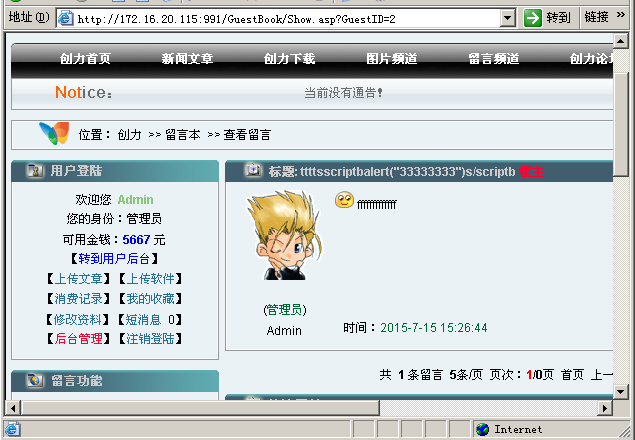 地址(D) http://172.16.20.115:991/GuestBook/Show.asp?GuestID=2 转到 链接 »
创力首页 新闻文章 创力下载 图片频道 留言频道 创力论坛
Notice： 当前没有通告!
位置： 创力 >> 留言本 >> 查看留言
用户登陆
欢迎您 Admin
您的身份：管理员
可用金钱：5667 元
【转到用户后台】
【上传文章】【上传软件】
【消费记录】【我的收藏】
【修改资料】【短消息 0】
【后台管理】【注销登陆】
留言功能
标题: ttttsscriptbalert("33333333")s/scriptb
ffffffffffffff
(管理员)
Admin
时间：2015-7-15 15:26:44
共 1 条留言 5条/页 页次：1/0页 首页 上一
Internet